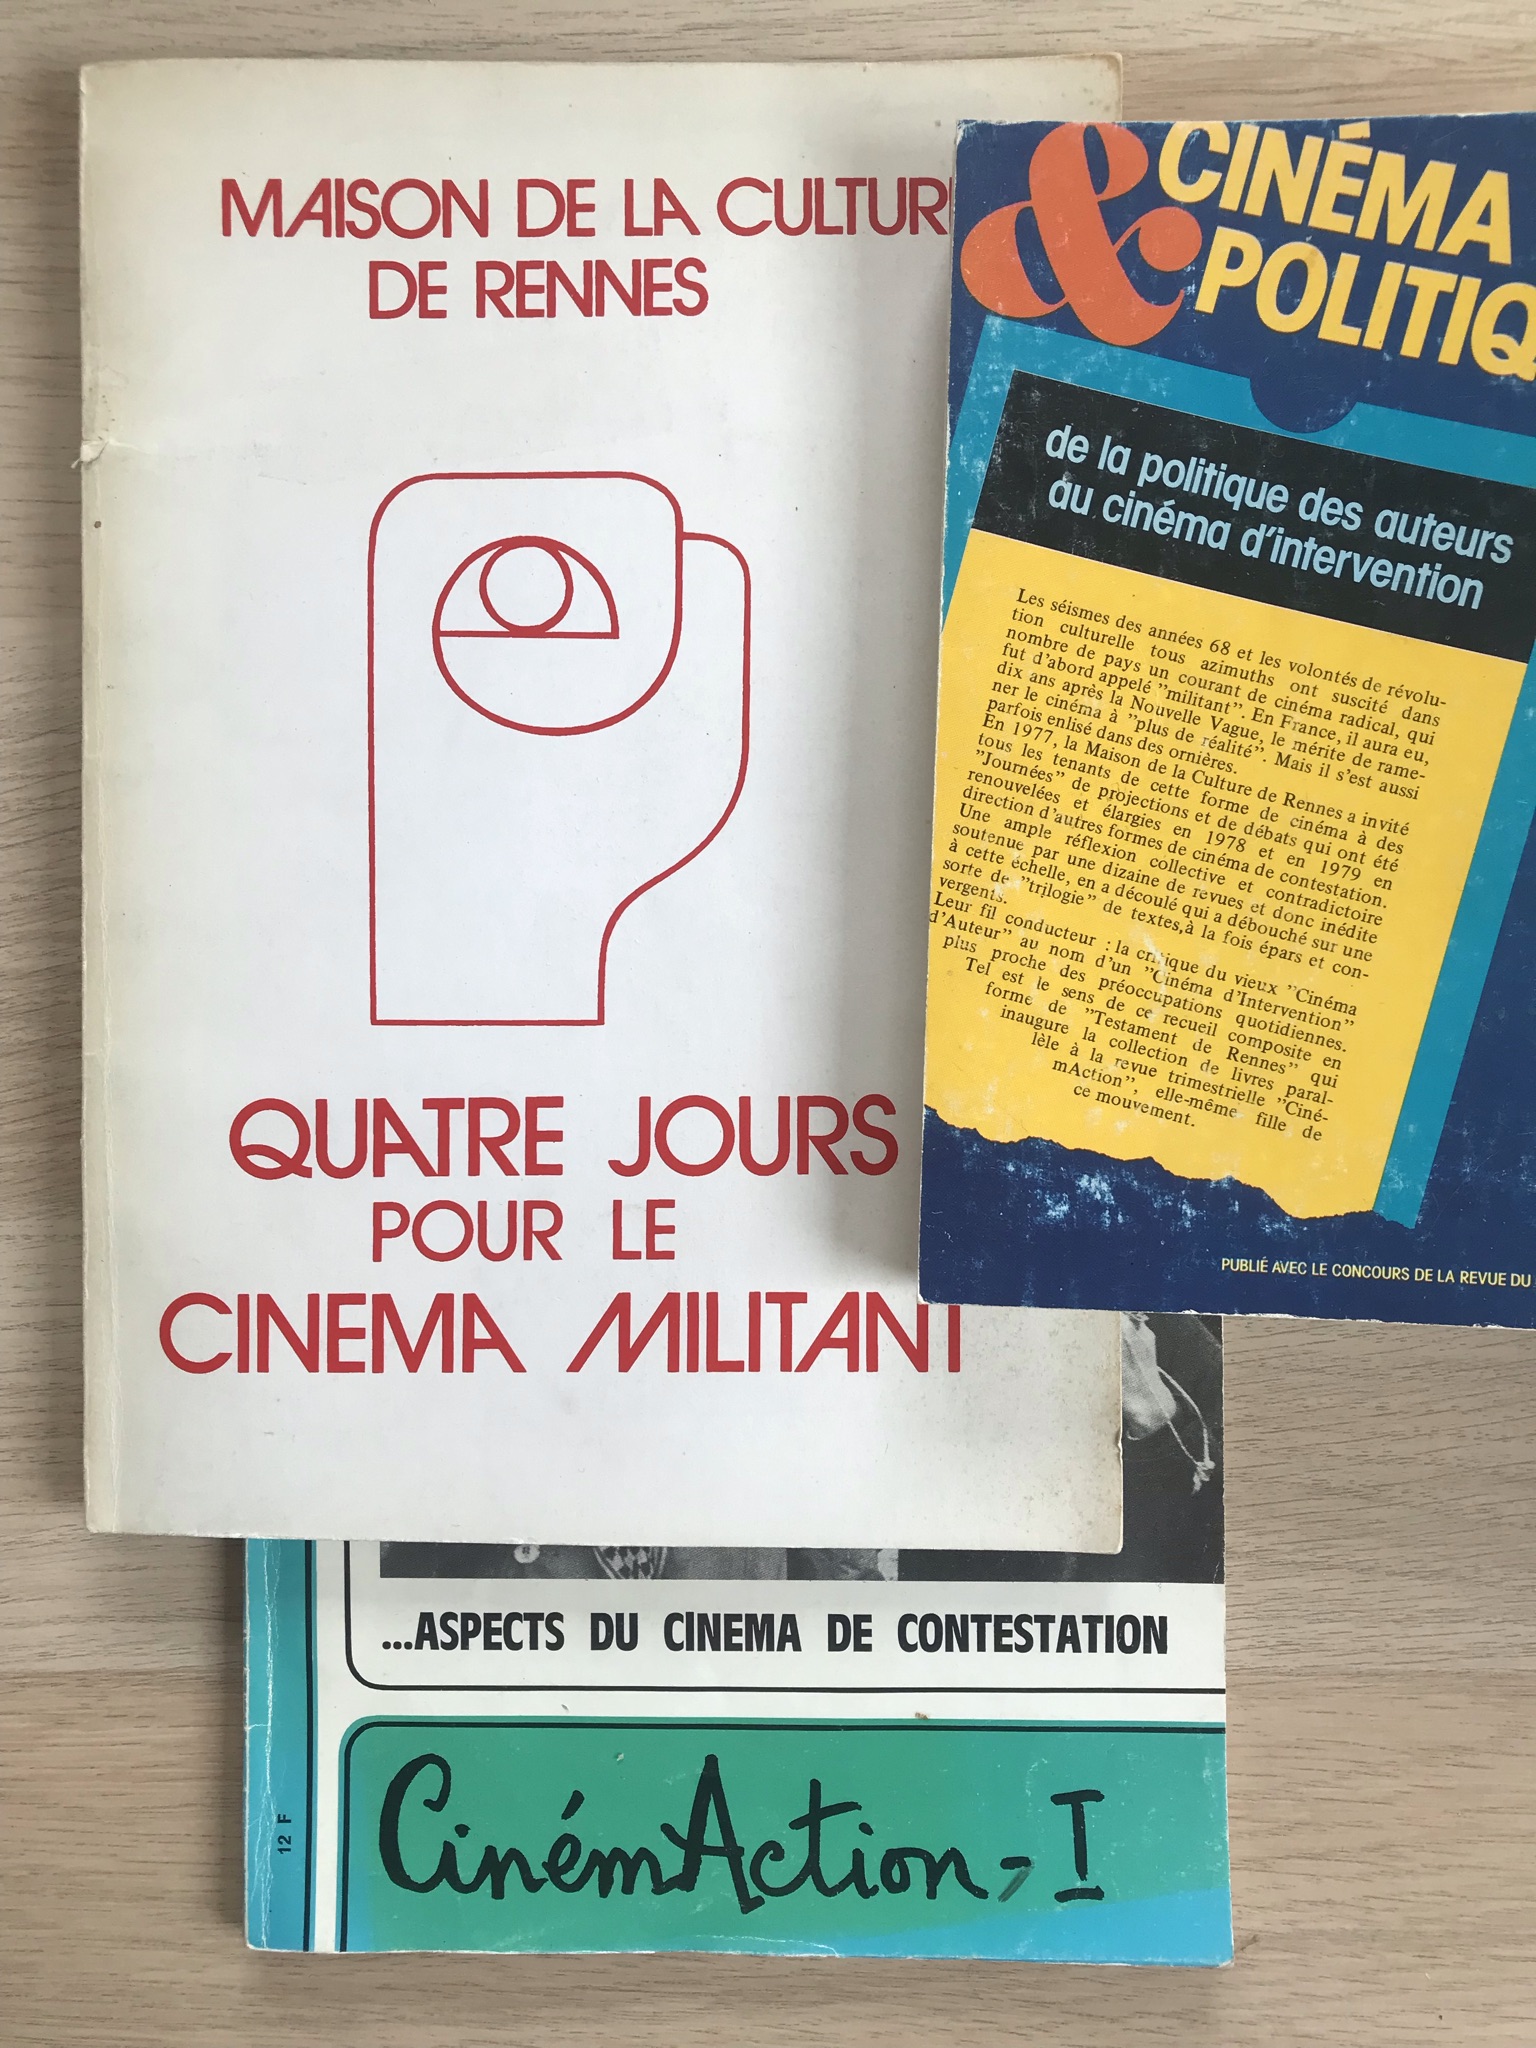 MAISON DE LA CULTUR
DE RENNES
QUATRE JOURS
POUR LE
CINEMA MILITANT
& CINÉMA
POLITIQ
de la politique des auteurs
au cinéma d'intervention
Les séismes des années 68 et les volontés de révolu-
tion culturelle tous azimuths ont suscité dans
nombre de pays un courant de cinéma radical, qui
fut d'abord appelé "militant". En France, il aura eu,
dix ans après la Nouvelle Vague, le mérite de rame-
ner le cinéma à "plus de réalité". Mais il s'est aussi
parfois enlisé dans des ornières.
En 1977, la Maison de la Culture de Rennes a invité
tous les tenants de cette forme de cinéma à des
"Journées" de projections et de débats qui ont été
renouvelées et élargies en 1978 et en 1979 en
direction d'autres formes de cinéma de contestation.
Une ample réflexion collective et contradictoire
soutenue par une dizaine de revues et donc inédite
à cette échelle, en a découlé qui a débouché sur une
sorte de "trilogie" de textes, à la fois épars et con-
vergents.
Leur fil conducteur : la critique du vieux "Cinéma
d'Auteur" au nom d'un "Cinéma d'Intervention"
plus proche des préoccupations quotidiennes.
Tel est le sens de ce recueil composite en
forme de "Testament de Rennes" qui
inaugure la collection de livres paral-
lèle à la revue trimestrielle "Ciné-
mAction", elle-même fille de
ce mouvement.
PUBLIÉ AVEC LE CONCOURS DE LA REVUE DU
...ASPECTS DU CINEMA DE CONTESTATION
CinémAction - I
12 F